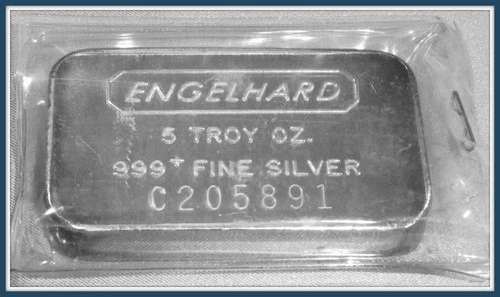 ENGELHARD
5 TROY OZ.
999+ FINE SILVER
C205891